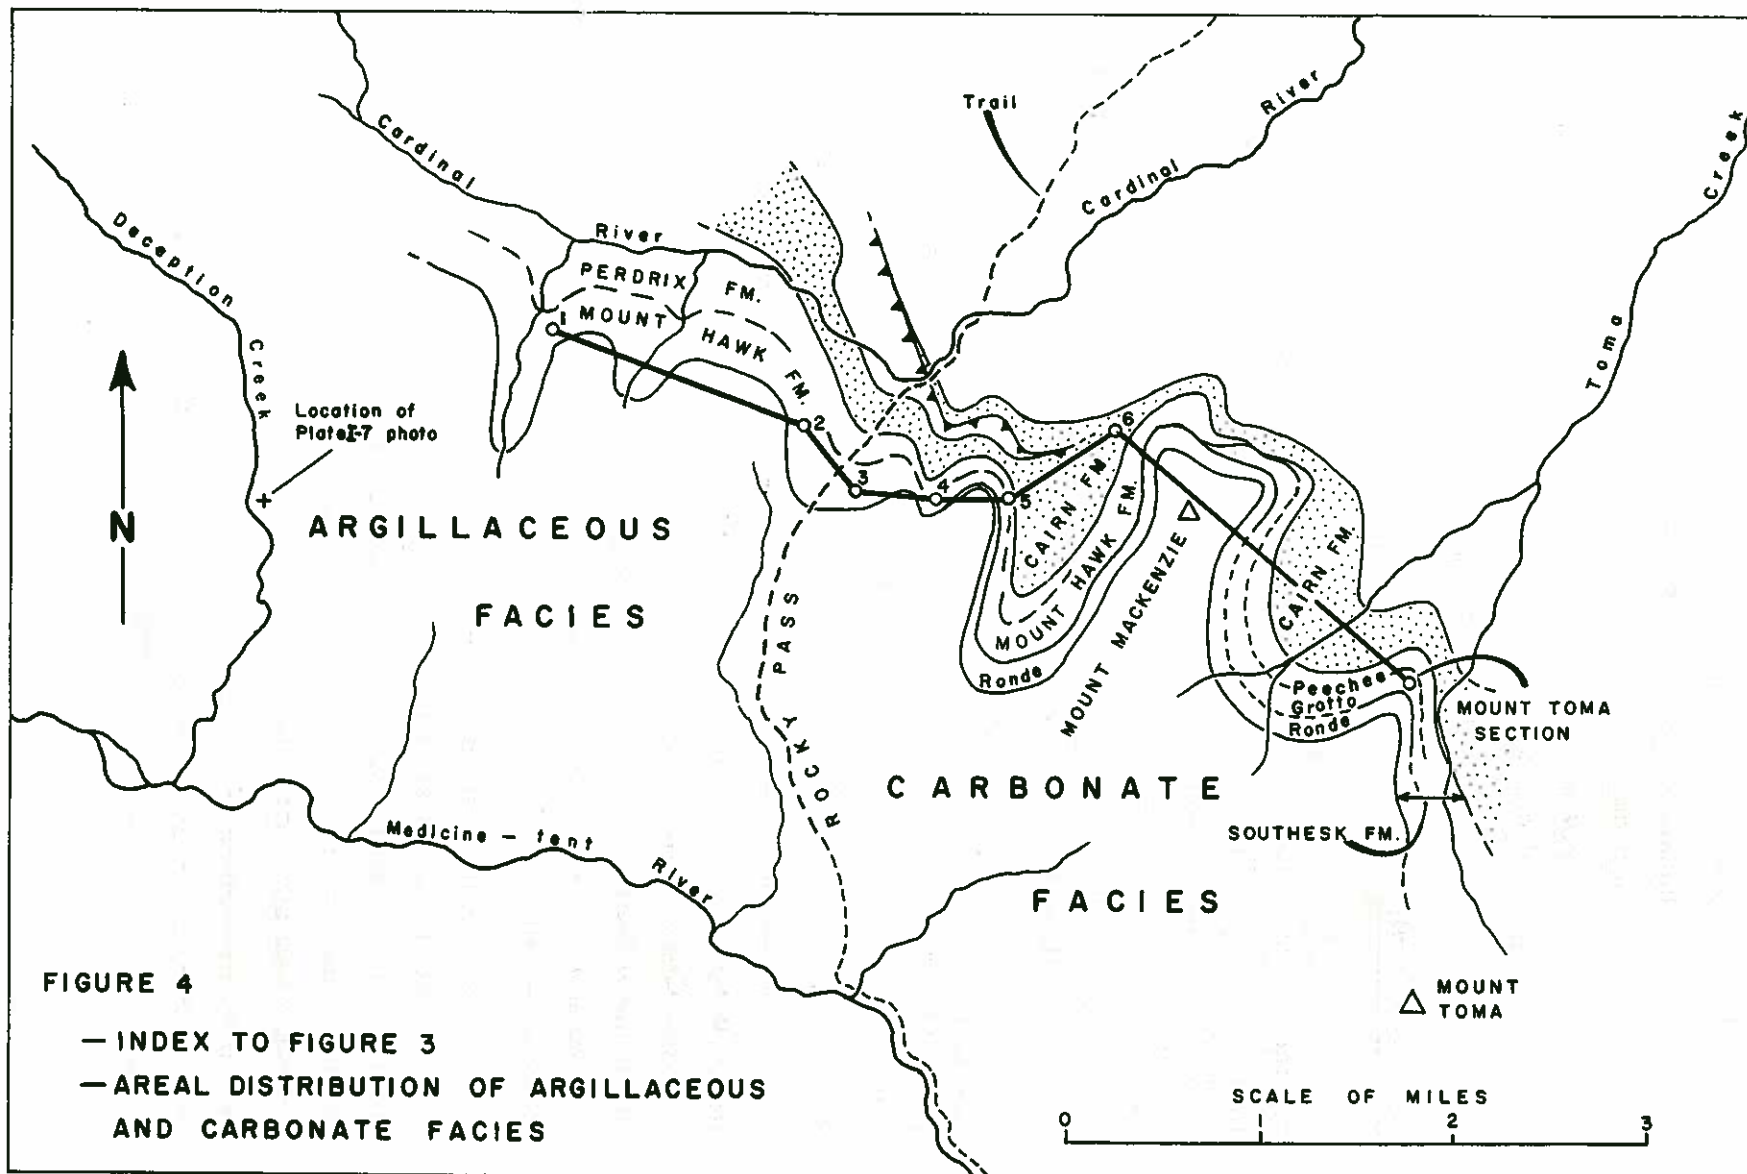 Trail
Cardinal
River
Cardinal
River
Toma
Creek
Deception
Creek
PERDRIX FM.
MOUNT HAWK FM.
1
2
3
4
5
6
Location of
Plate I-7 photo
N
ARGILLACEOUS
FACIES
CAIRN FM
MOUNT HAWK FM.
Ronde
MOUNT MACKENZIE
CAIRN FM.
Peechee
Grotto
Ronde
MOUNT TOMA
SECTION
ROCKY PASS
CARBONATE
FACIES
SOUTHESK FM.
Medicine - tent
River
MOUNT
TOMA
FIGURE 4
— INDEX TO FIGURE 3
— AREAL DISTRIBUTION OF ARGILLACEOUS
AND CARBONATE FACIES
SCALE OF MILES
0 1 2 3